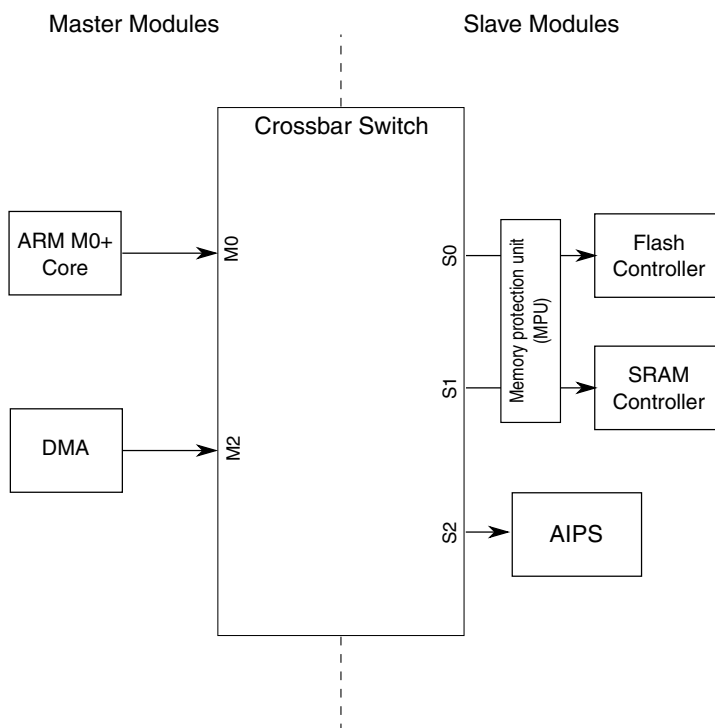 Master Modules
Slave Modules
Crossbar Switch
ARM M0+
Core
M0
S0
Memory protection unit
(MPU)
Flash
Controller
S1
SRAM
Controller
DMA
M2
S2
AIPS